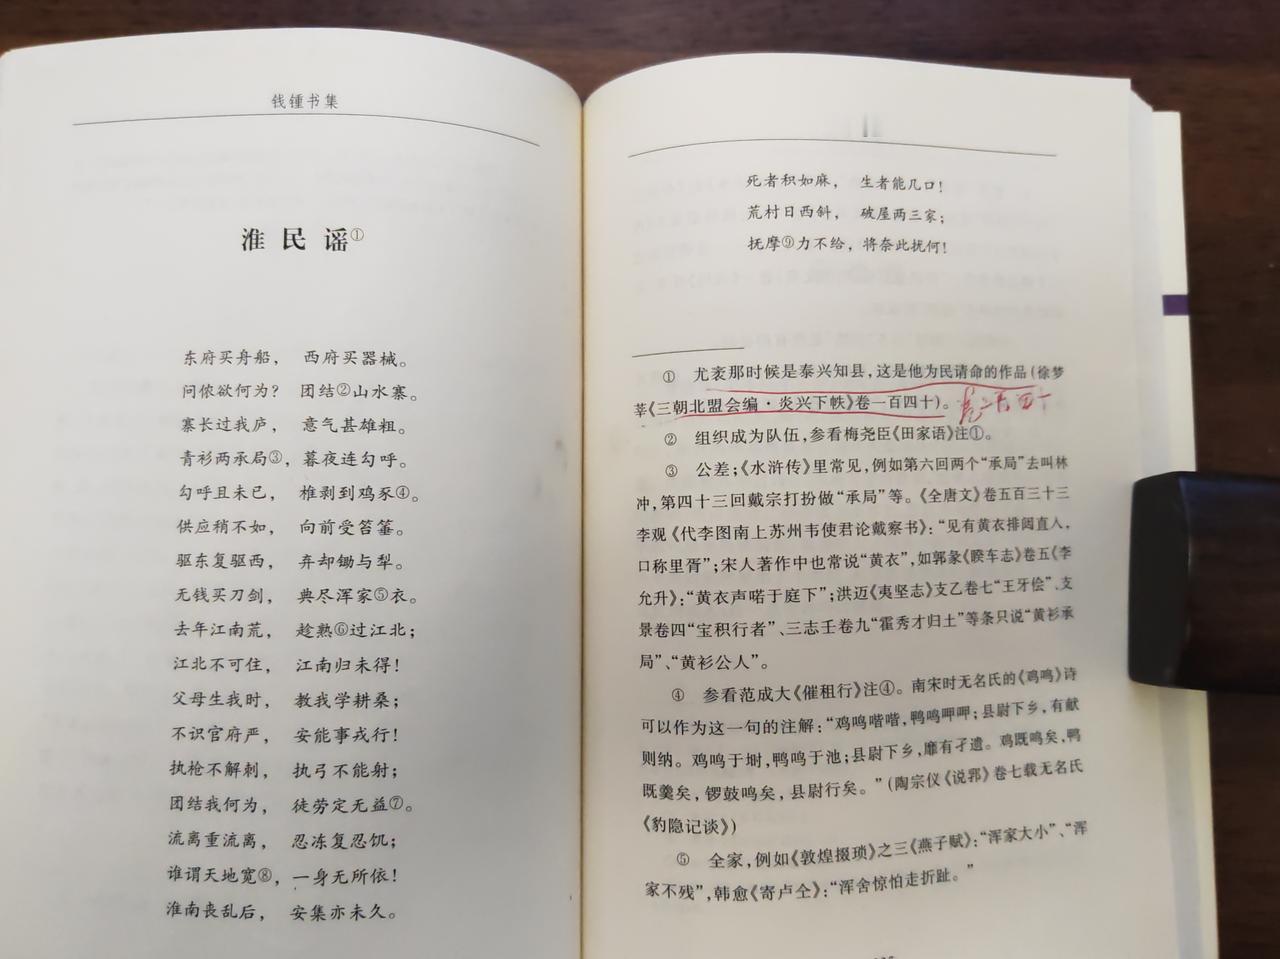 钱锺书集
淮民谣①
东府买舟船， 西府买器械。
问侬欲何为？ 团结②山水寨。
寨长过我庐， 意气甚雄粗。
青衫两承局③，暮夜连勾呼。
勾呼且未已， 椎剥到鸡豕④。
供应稍不如， 向前受笞箠。
驱东复驱西， 弃却锄与犁。
无钱买刀剑， 典尽浑家⑤衣。
去年江南荒， 趁熟⑥过江北；
江北不可住， 江南归未得！
父母生我时， 教我学耕桑；
不识官府严， 安能事戎行！
执枪不解刺， 执弓不能射；
团结我何为， 徒劳定无益⑦。
流离重流离， 忍冻复忍饥；
谁谓天地宽⑧，一身无所依！
淮南丧乱后， 安集亦未久。
死者积如麻， 生者能几口！
荒村日西斜， 破屋两三家；
抚摩⑨力不给，将奈此扰何！
① 尤袤那时候是泰兴知县，这是他为民请命的作品（徐梦
莘《三朝北盟会编·炎兴下帙》卷一百四十）。
② 组织成为队伍，参看梅尧臣《田家语》注①。
③ 公差；《水浒传》里常见，例如第六回两个“承局”去叫林
冲，第四十三回戴宗打扮做“承局”等。《全唐文》卷五百三十三
李观《代李图南上苏州韦使君论戴察书》：“见有黄衣排闼直人，
口称里胥”；宋人著作中也常说“黄衣”，如郭彖《睽车志》卷五《李
允升》：“黄衣声喏于庭下”；洪迈《夷坚志》支乙卷七“王牙侩”、支
景卷四“宝积行者”、三志壬卷九“霍秀才归土”等条只说“黄衫承
局”、“黄衫公人”。
④ 参看范成大《催租行》注④。南宋时无名氏的《鸡鸣》诗
可以作为这一句的注解：“鸡鸣喈喈，鸭鸣呷呷；县尉下乡，有献
则纳。鸡鸣于埘，鸭鸣于池；县尉下乡，靡有孑遗。鸡既鸣矣，鸭
既羹矣，锣鼓鸣矣，县尉行矣。”（陶宗仪《说郛》卷七载无名氏
《豹隐记谈》）
⑤ 全家，例如《敦煌掇琐》之三《燕子赋》：“浑家大小”、“浑
家不残”，韩愈《寄卢仝》：“浑舍惊怕走折趾。”